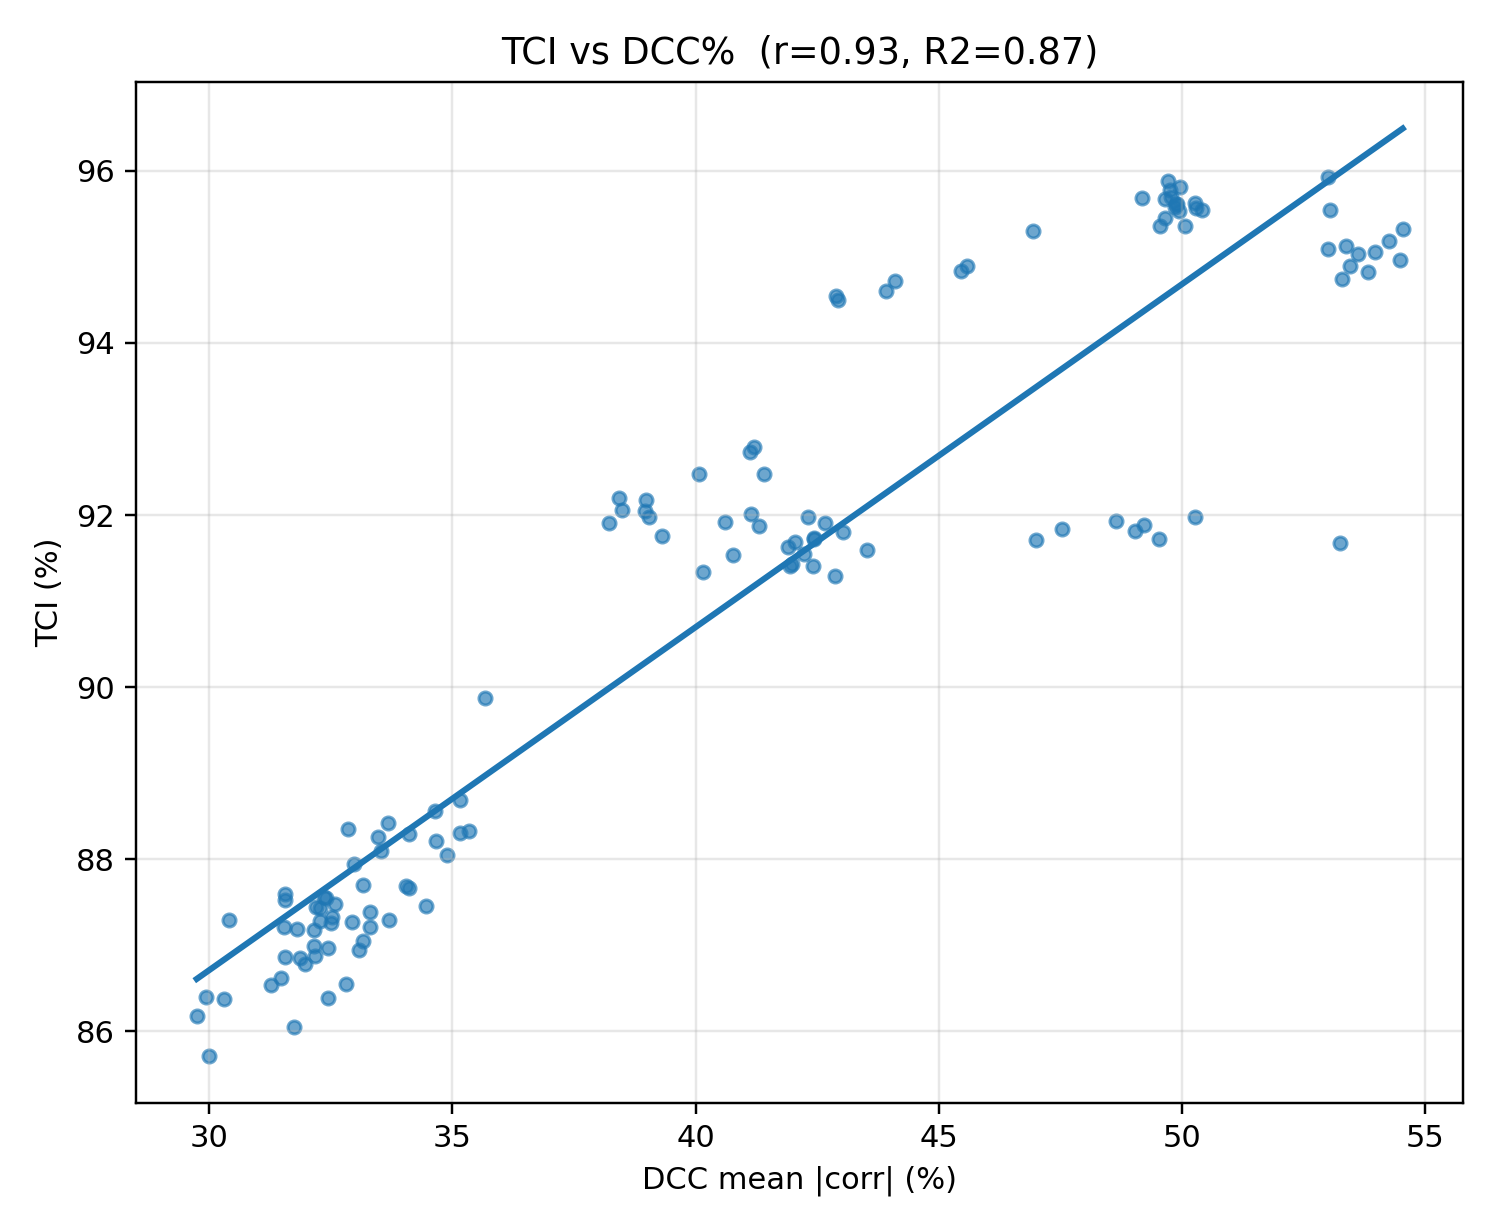 TCI vs DCC%  (r=0.93, R2=0.87)
TCI (%)
96
94
92
90
88
86
30 35 40 45 50 55
DCC mean |corr| (%)